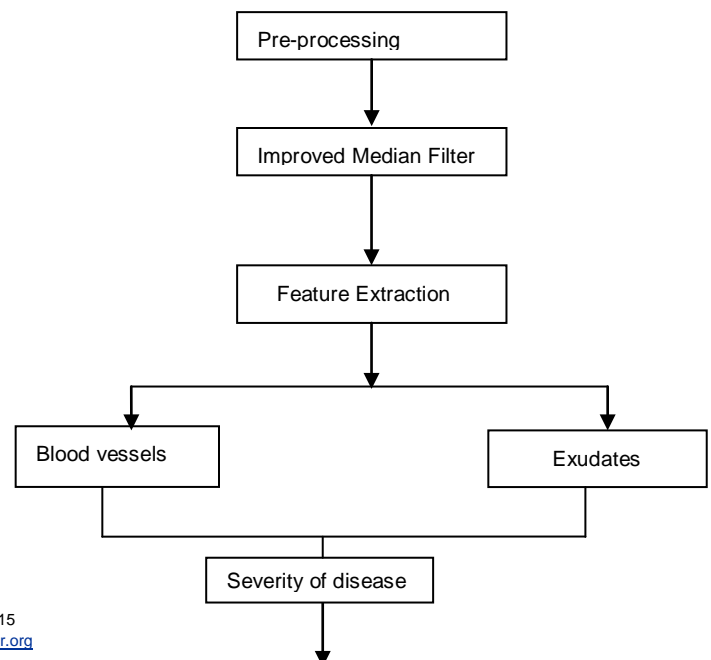 Pre-processing
Improved Median Filter
Feature Extraction
Blood vessels
Exudates
Severity of disease
15
r.org